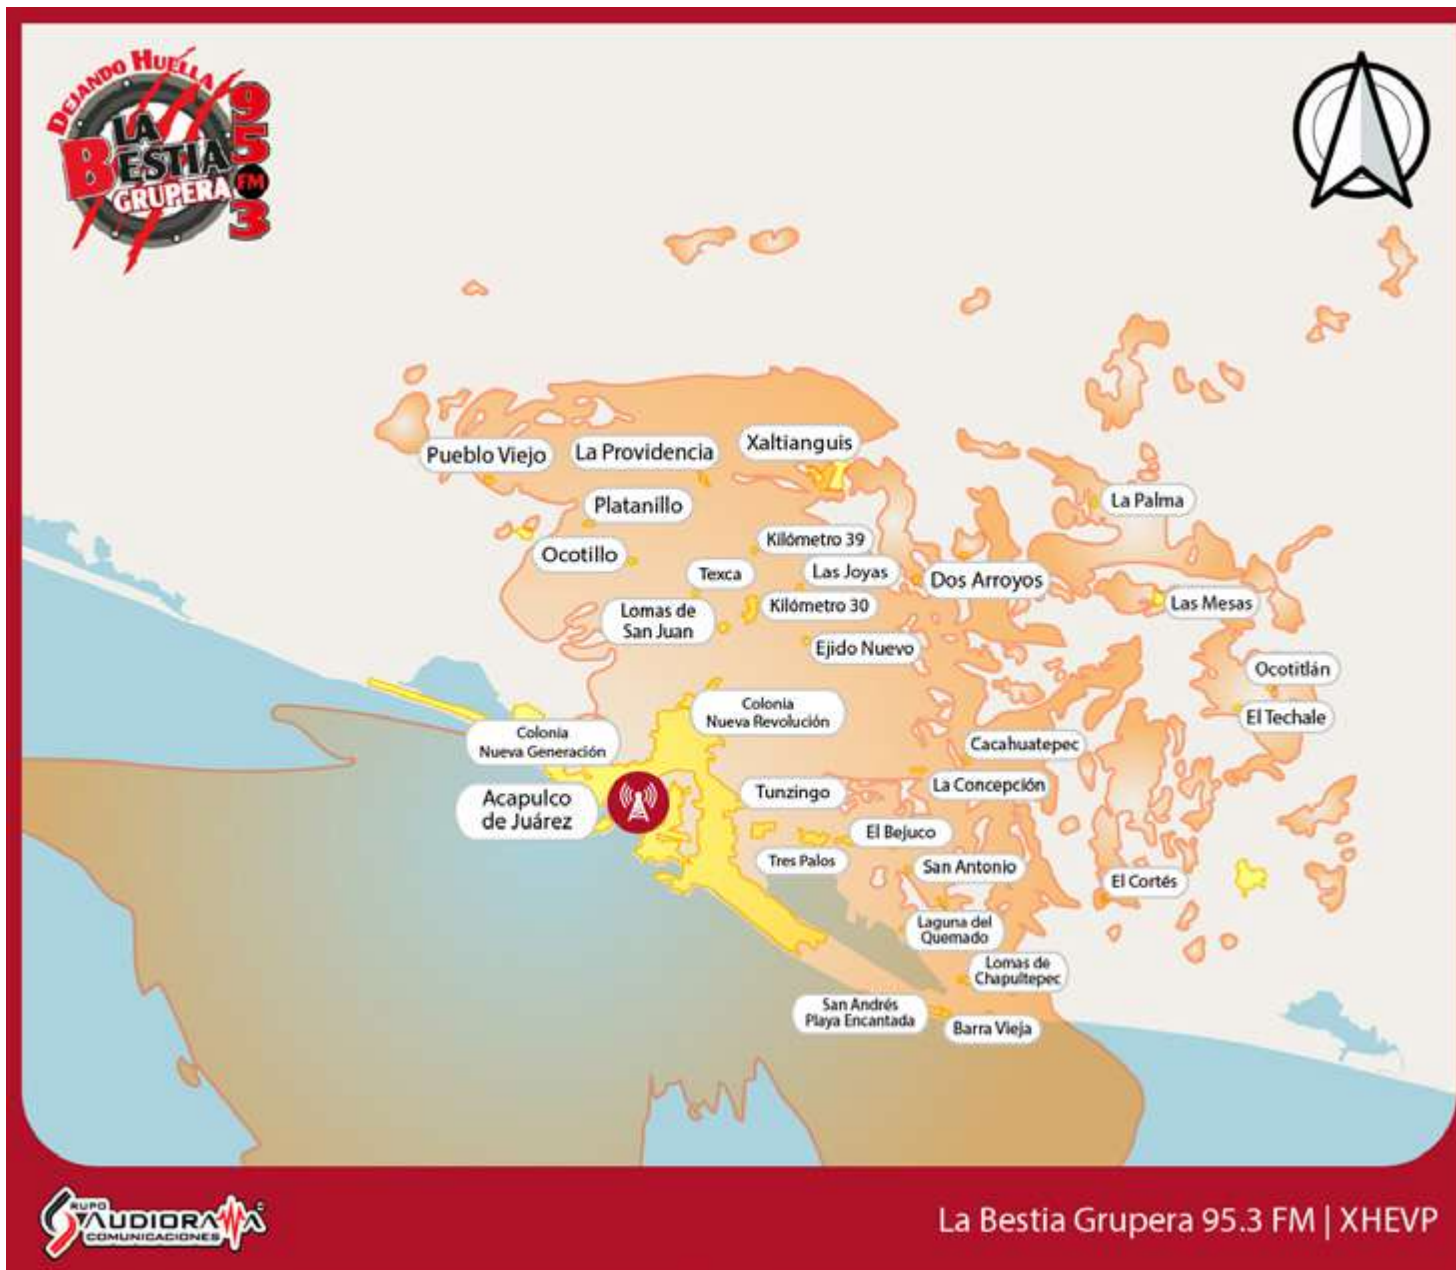 DEJANDO HUELLA
LA
BESTIA
GRUPERA
95.3
FM
Pueblo Viejo
La Providencia
Xaltianguis
La Palma
Platanillo
Kilómetro 39
Ocotillo
Texca
Las Joyas
Dos Arroyos
Las Mesas
Lomas de
San Juan
Kilómetro 30
Ejido Nuevo
Ocotitlán
El Techale
Colonia
Nueva Revolución
Colonia
Nueva Generación
Cacahuatepec
La Concepción
Acapulco
de Juárez
Tunzingo
El Bejuco
Tres Palos
San Antonio
El Cortés
Laguna del
Quemado
Lomas de
Chapultepec
San Andrés
Playa Encantada
Barra Vieja
GRUPO
AUDIORAMA
COMUNICACIONES
La Bestia Grupera 95.3 FM | XHEVP